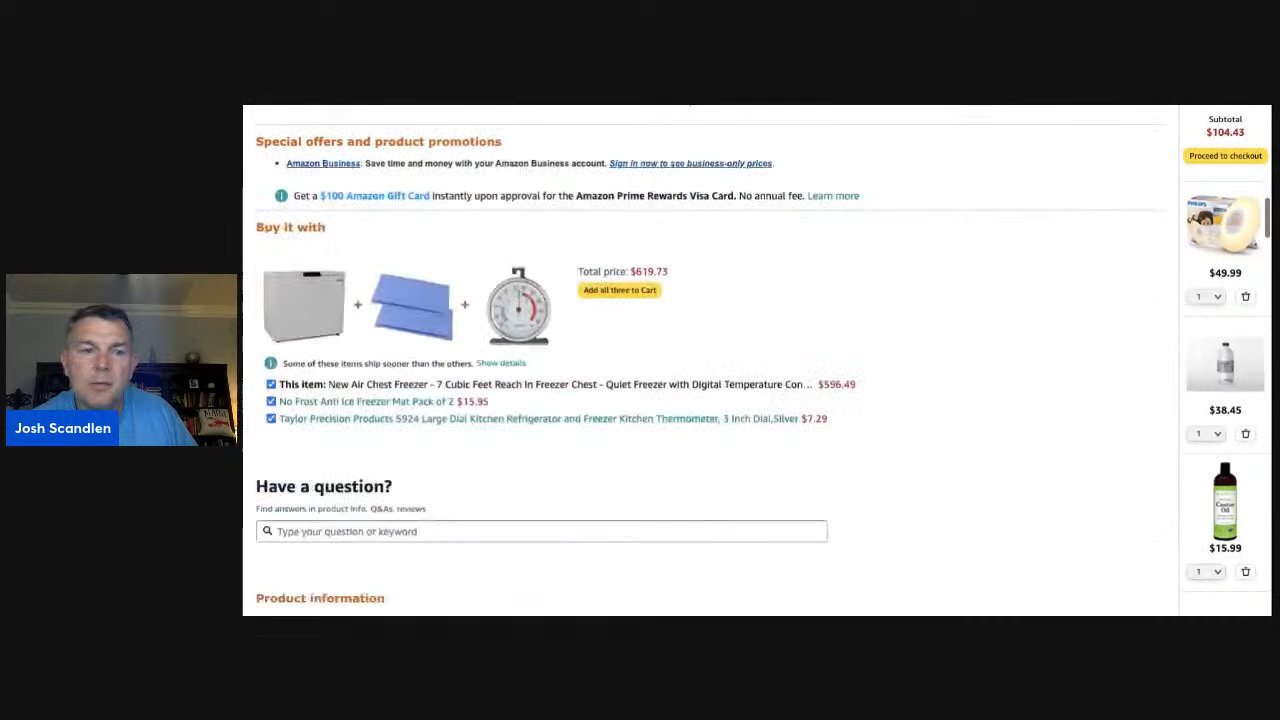 Special offers and product promotions
Amazon Business: Save time and money with your Amazon Business account. Sign in now to see business-only prices.
Get a $100 Amazon Gift Card instantly upon approval for the Amazon Prime Rewards Visa Card. No annual fee. Learn more
Buy it with
Total price: $619.73
Add all three to Cart
Some of these items ship sooner than the others. Show details
This item: New Air Chest Freezer - 7 Cubic Feet Reach In Freezer Chest - Quiet Freezer with Digital Temperature Con... $596.49
No Frost Anti Ice Freezer Mat Pack of 2 $15.95
Taylor Precision Products 5924 Large Dial Kitchen Refrigerator and Freezer Kitchen Thermometer, 3 Inch Dial,Silver $7.29
Have a question?
Find answers in product info, Q&As, reviews
Type your question or keyword
Product information
Subtotal
$104.43
Proceed to checkout
PHILIPS
$49.99
1
$38.45
1
Castor
Oil
$15.99
1
Josh Scandlen